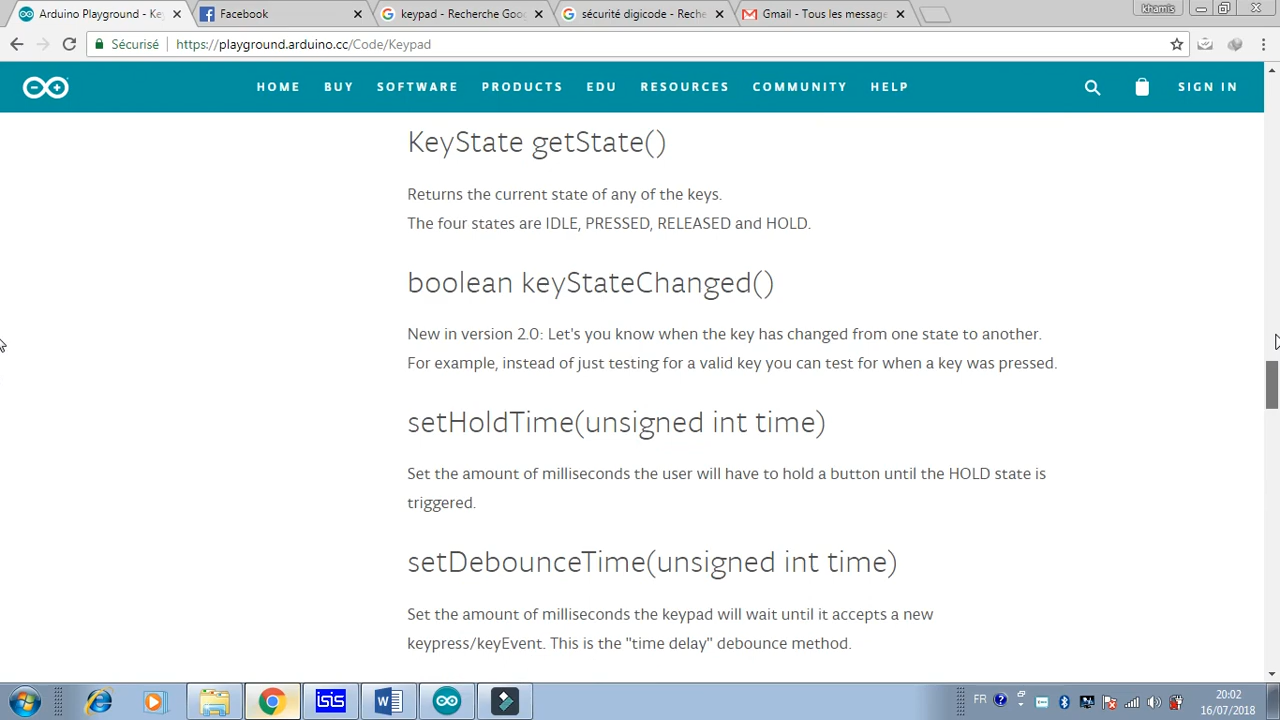 Arduino Playground - Ke
Facebook
keypad - Recherche Goo
sécurité digicode - Reche
Gmail - Tous les message
khamis
Sécurisé
https://playground.arduino.cc/Code/Keypad
HOME
BUY
SOFTWARE
PRODUCTS
EDU
RESOURCES
COMMUNITY
HELP
SIGN IN
KeyState getState()
Returns the current state of any of the keys.
The four states are IDLE, PRESSED, RELEASED and HOLD.
boolean keyStateChanged()
New in version 2.0: Let's you know when the key has changed from one state to another.
For example, instead of just testing for a valid key you can test for when a key was pressed.
setHoldTime(unsigned int time)
Set the amount of milliseconds the user will have to hold a button until the HOLD state is
triggered.
setDebounceTime(unsigned int time)
Set the amount of milliseconds the keypad will wait until it accepts a new
keypress/keyEvent. This is the "time delay" debounce method.
isis
FR
20:02
16/07/2018